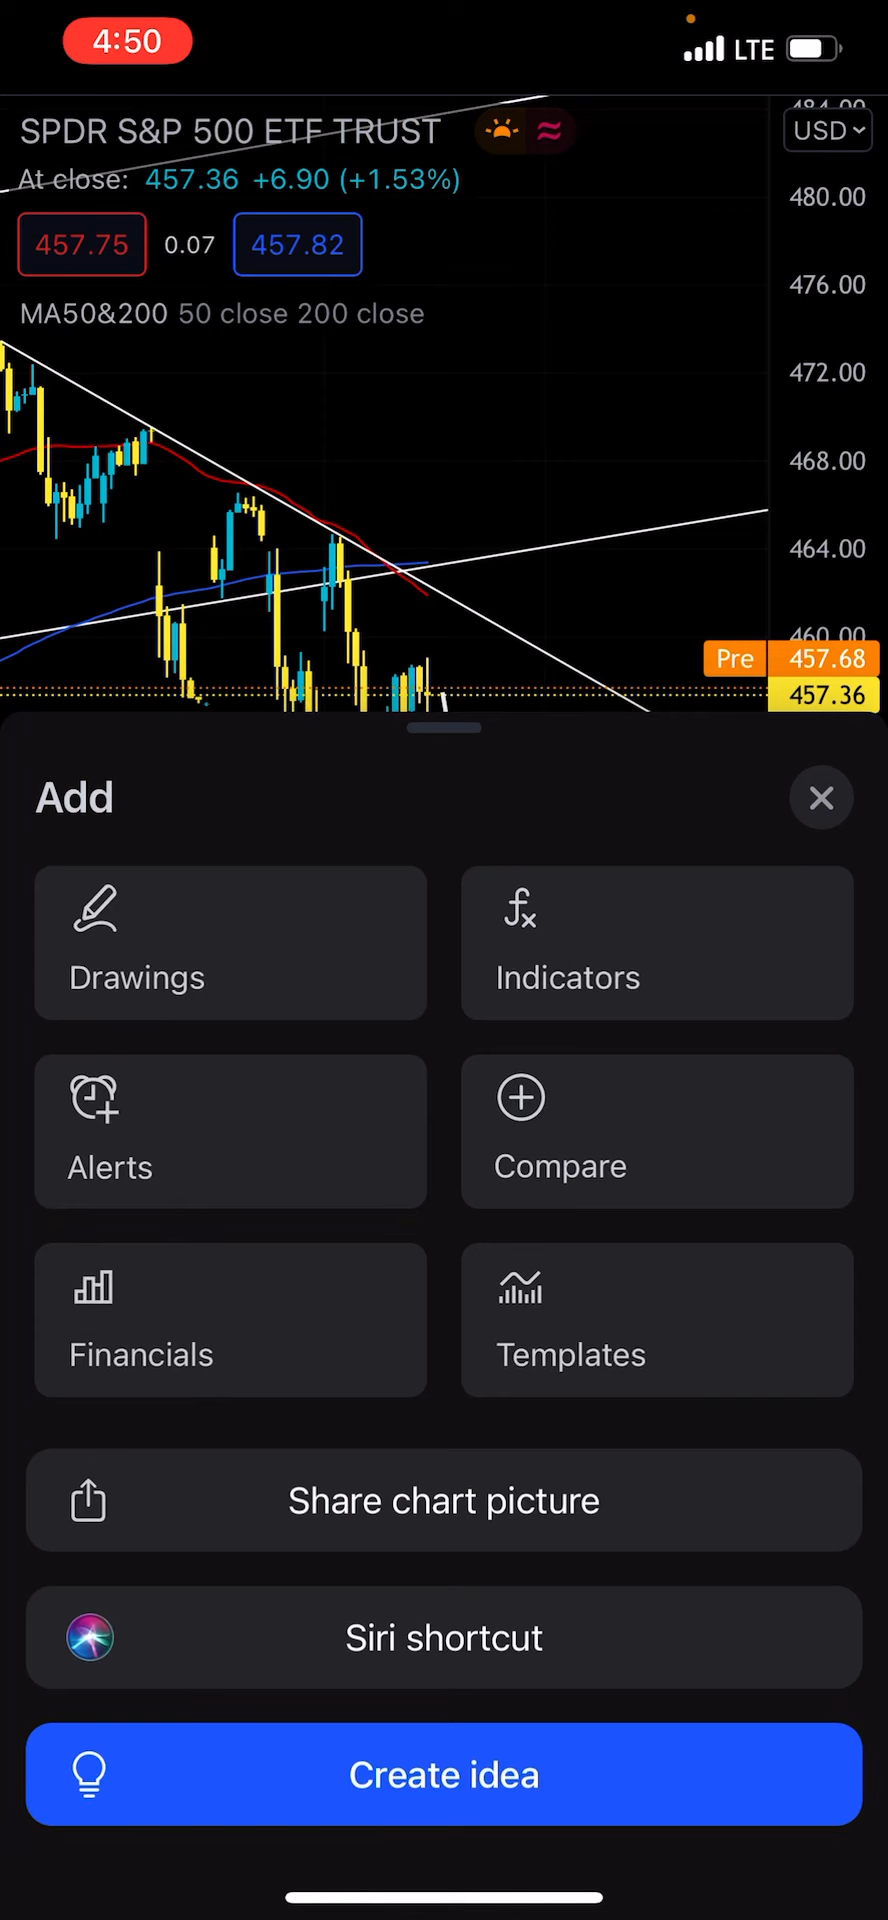 4:50
LTE
SPDR S&P 500 ETF TRUST
USD
At close: 457.36 +6.90 (+1.53%)
480.00
457.75 0.07 457.82
476.00
MA50&200 50 close 200 close
472.00
468.00
464.00
460.00
Pre 457.68
457.36
Add
Drawings
Indicators
Alerts
Compare
Financials
Templates
Share chart picture
Siri shortcut
Create idea